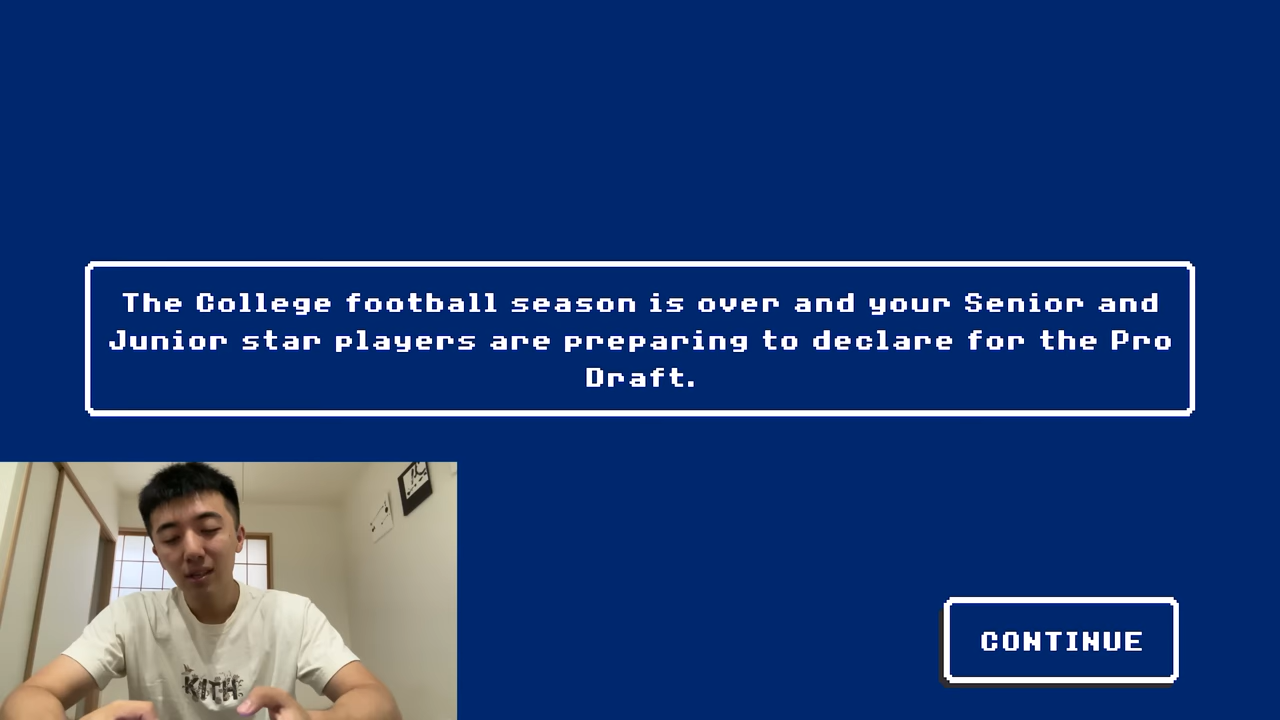 The College football season is over and your Senior and
Junior star players are preparing to declare for the Pro
Draft.
CONTINUE
KITH